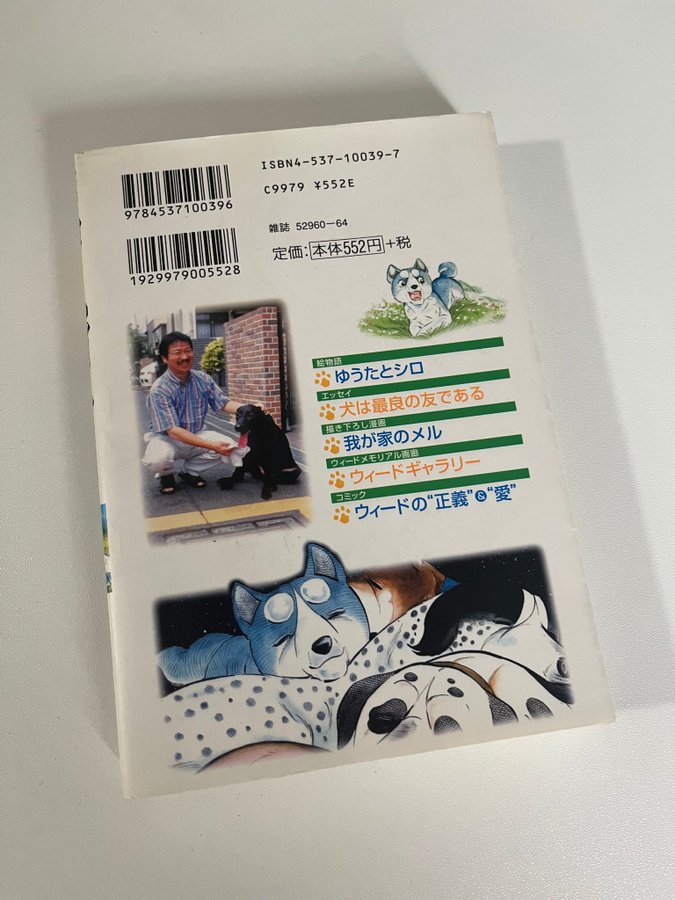 ISBN4-537-10039-7
C9979 ¥552E
9784537100396
雑誌 52960-64
定価:本体552円+税
1929979005528
絵物語
ゆうたとシロ
エッセイ
犬は最良の友である
描き下ろし漫画
我が家のメル
ウィードメモリアル画廊
ウィードギャラリー
コミック
ウィードの“正義”&“愛”